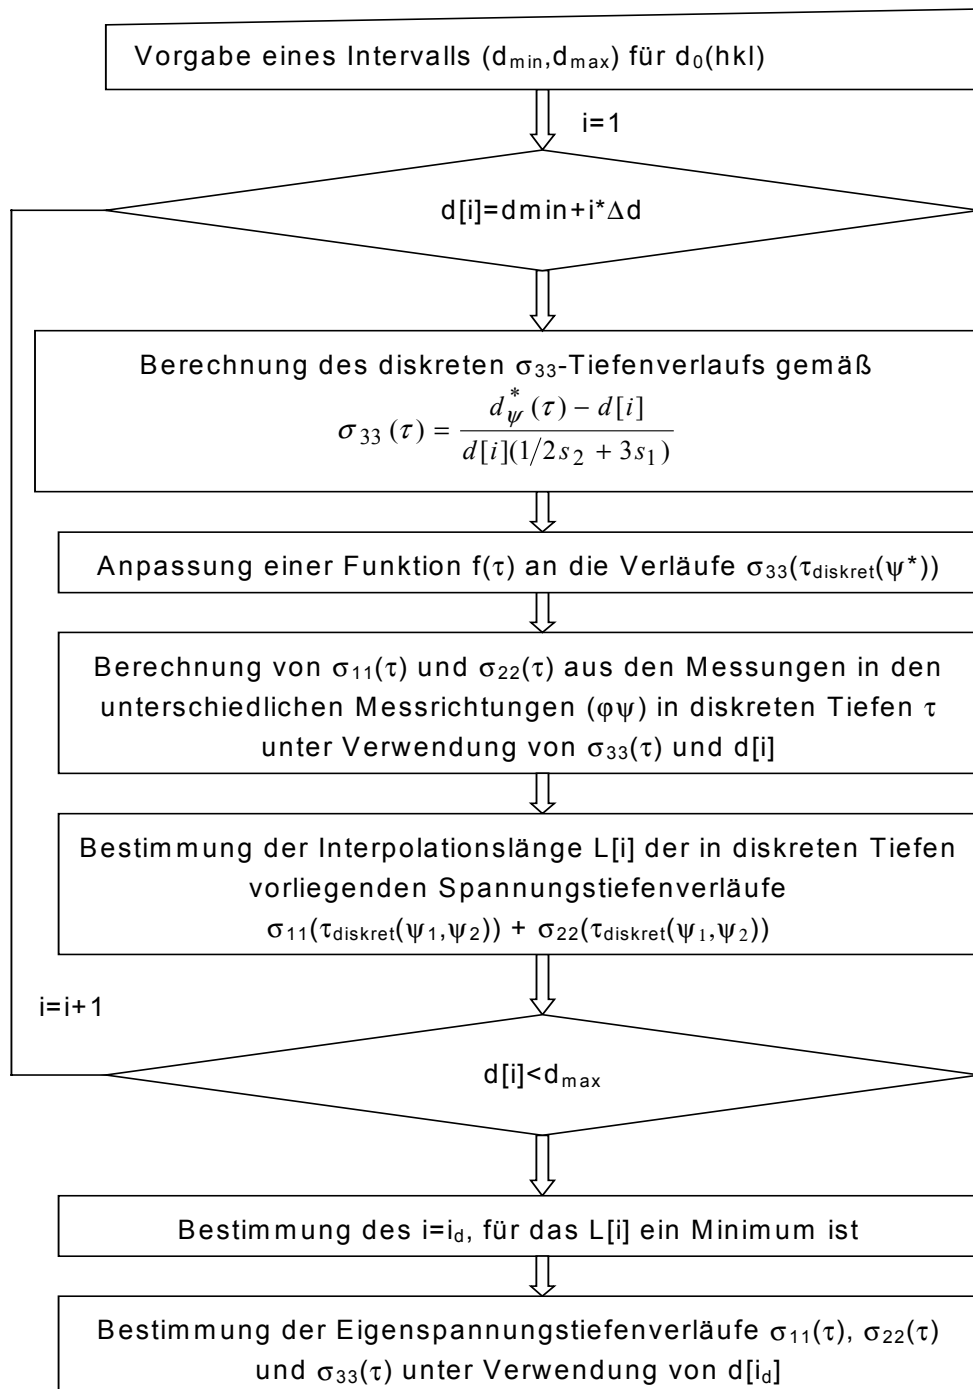 Vorgabe eines Intervalls (dmin,dmax) für d0(hkl)
i=1
d[i]=dmin+i*Δd
Berechnung des diskreten σ33-Tiefenverlaufs gemäß
σ33 (τ) = (d*ψ (τ) − d[i]) / (d[i](1/2s2 + 3s1))
Anpassung einer Funktion f(τ) an die Verläufe σ33(τdiskret(ψ*))
Berechnung von σ11(τ) und σ22(τ) aus den Messungen in den
unterschiedlichen Messrichtungen (φψ) in diskreten Tiefen τ
unter Verwendung von σ33(τ) und d[i]
Bestimmung der Interpolationslänge L[i] der in diskreten Tiefen
vorliegenden Spannungstiefenverläufe
σ11(τdiskret(ψ1,ψ2)) + σ22(τdiskret(ψ1,ψ2))
i=i+1
d[i]<dmax
Bestimmung des i=id, für das L[i] ein Minimum ist
Bestimmung der Eigenspannungstiefenverläufe σ11(τ), σ22(τ)
und σ33(τ) unter Verwendung von d[id]